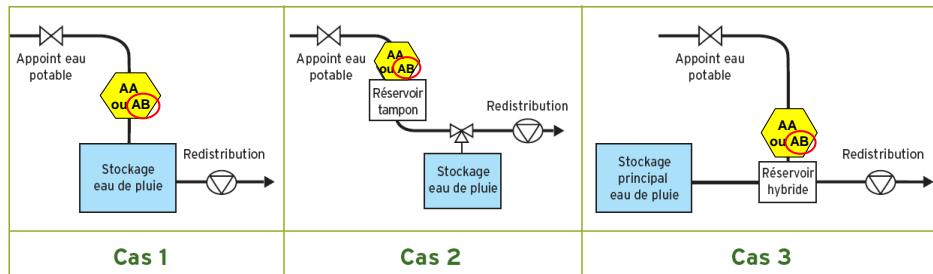 Appoint eau
potable
AA
ou AB
Stockage
eau de pluie
Redistribution
Cas 1
Appoint eau
potable
AA
ou AB
Réservoir
tampon
Redistribution
Stockage
eau de pluie
Cas 2
Appoint eau
potable
AA
ou AB
Stockage
principal
eau de pluie
Réservoir
hybride
Redistribution
Cas 3